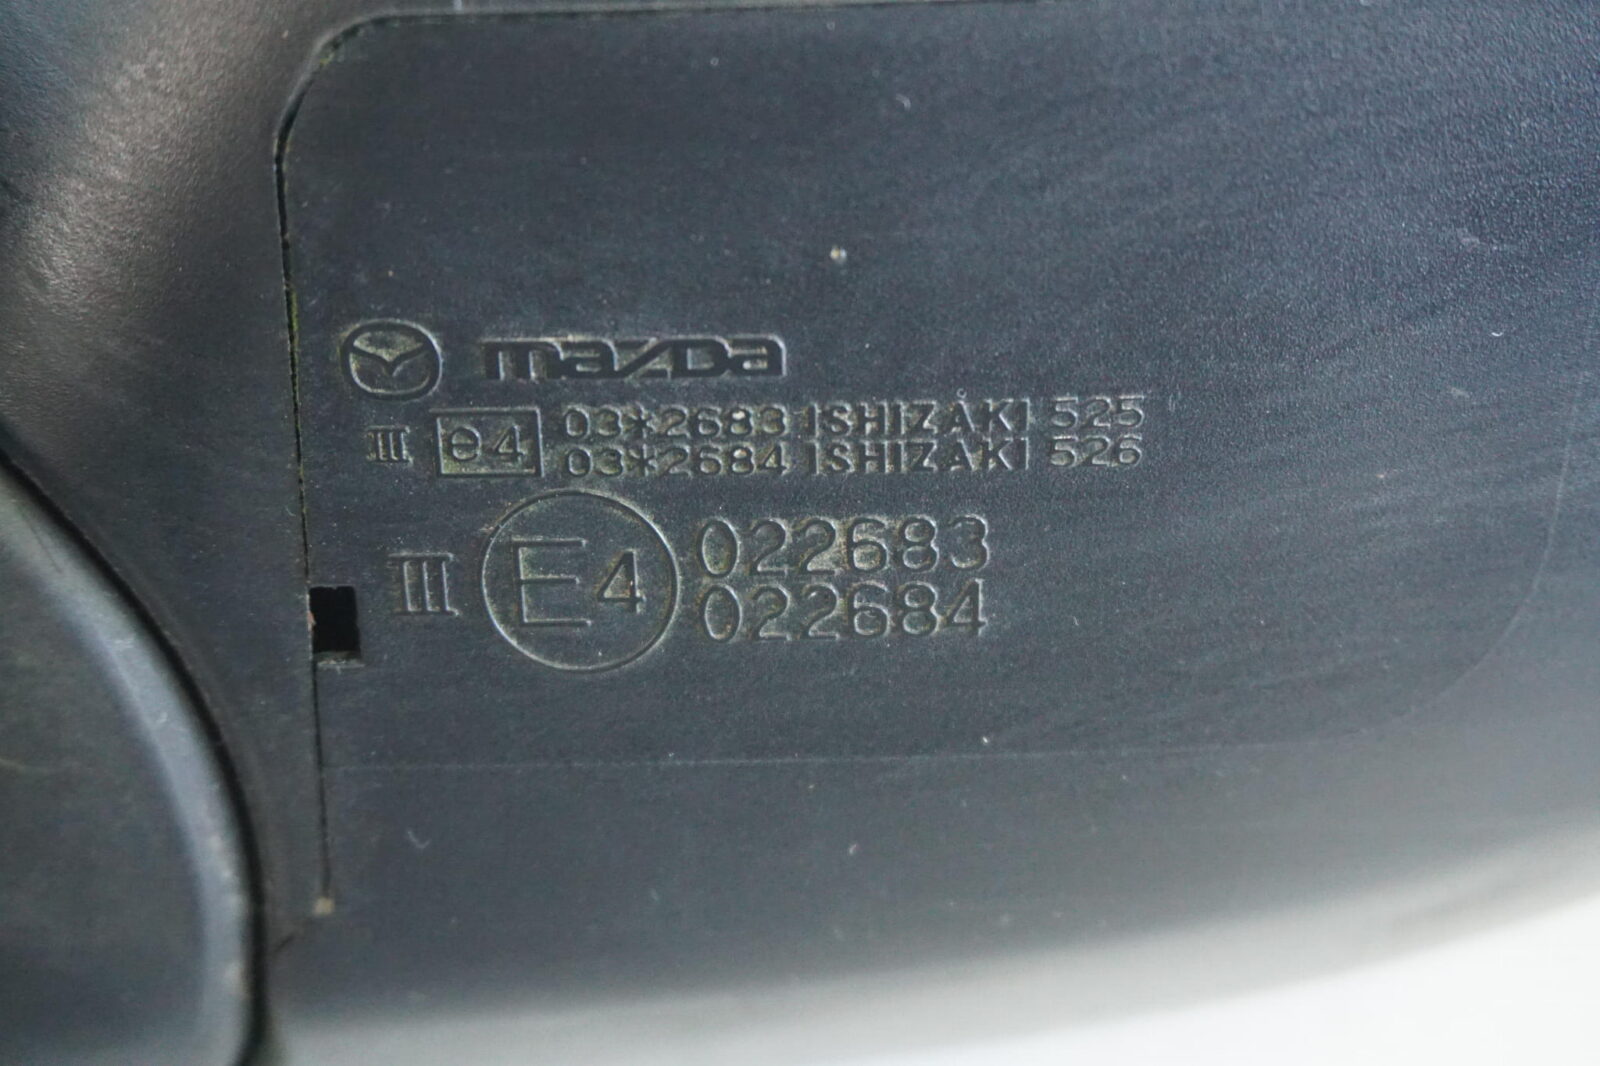 mazDa
III e4 03*2683 ISHIZAKI 525
03*2684 ISHIZAKI 526
III E4 022683
022684